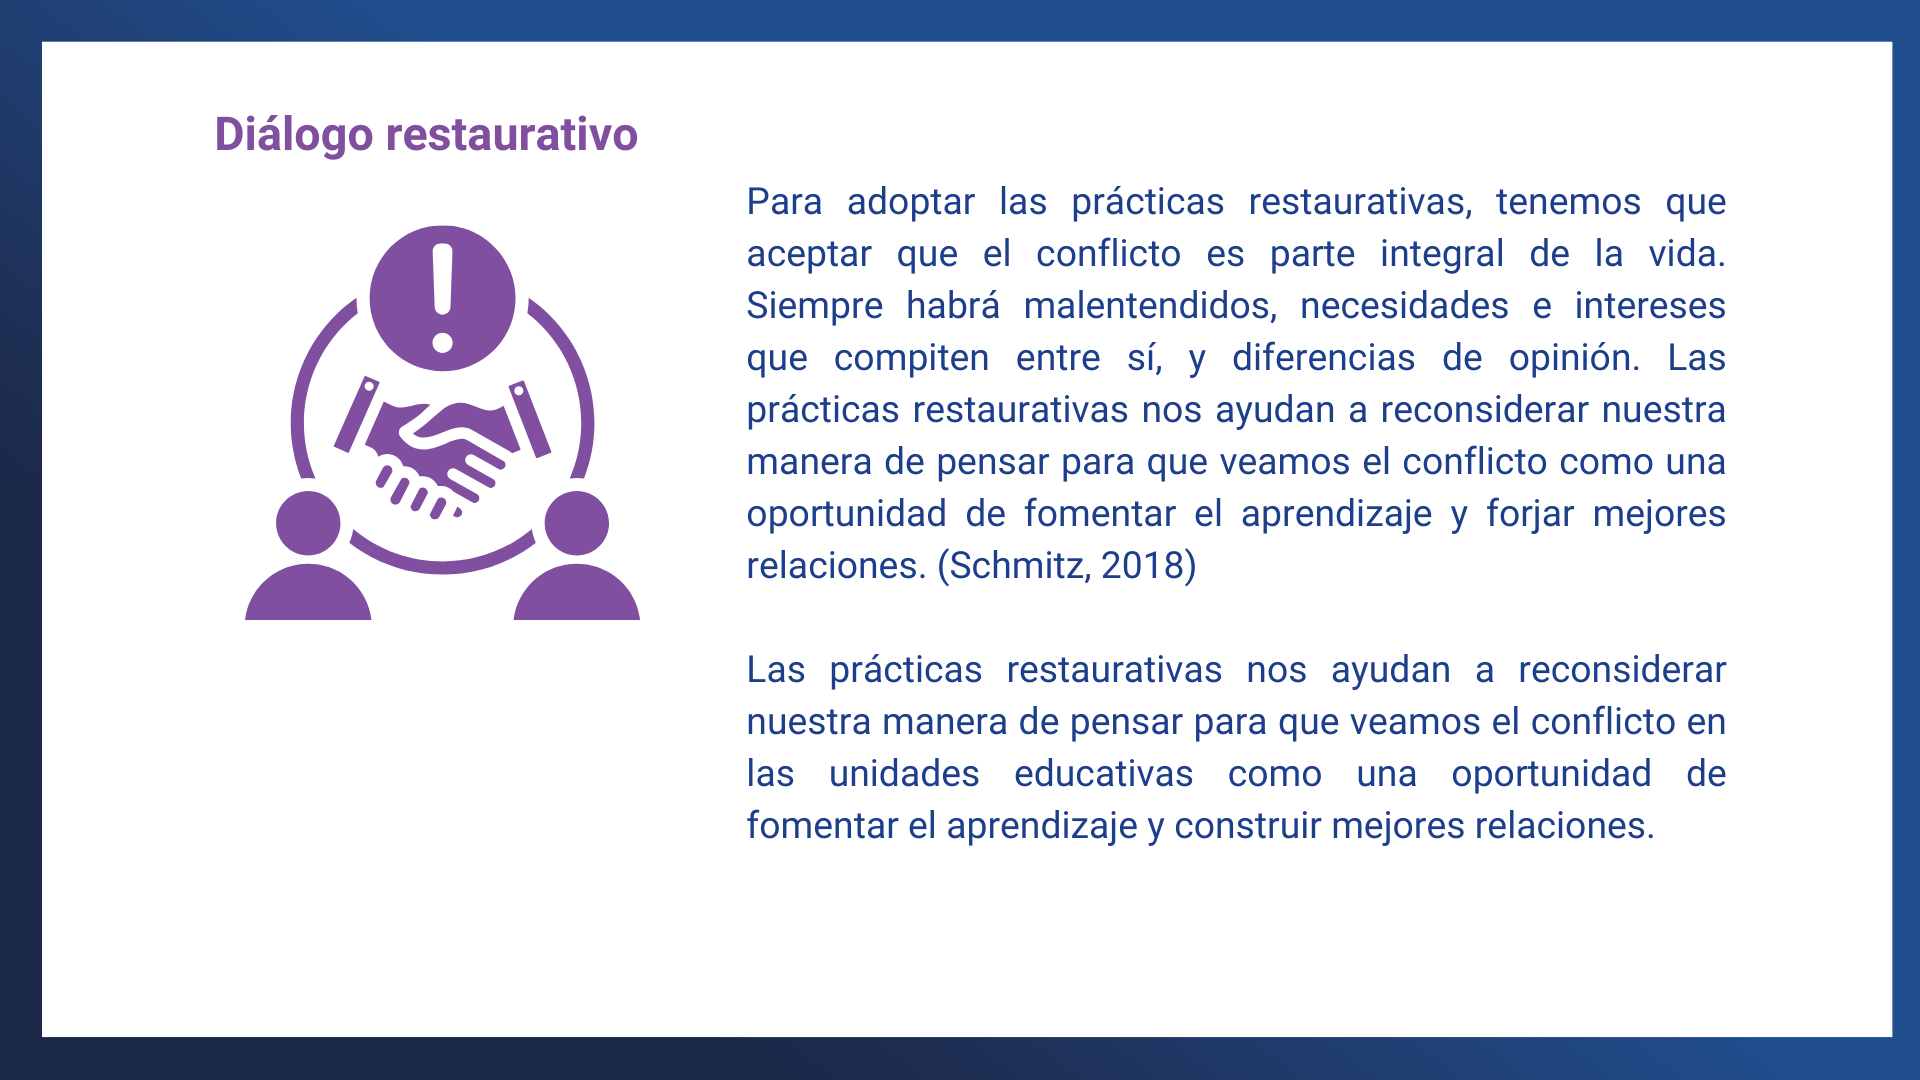 Diálogo restaurativo
Para adoptar las prácticas restaurativas, tenemos que
aceptar que el conflicto es parte integral de la vida.
Siempre habrá malentendidos, necesidades e intereses
que compiten entre sí, y diferencias de opinión. Las
prácticas restaurativas nos ayudan a reconsiderar nuestra
manera de pensar para que veamos el conflicto como una
oportunidad de fomentar el aprendizaje y forjar mejores
relaciones. (Schmitz, 2018)
Las prácticas restaurativas nos ayudan a reconsiderar
nuestra manera de pensar para que veamos el conflicto en
las unidades educativas como una oportunidad de
fomentar el aprendizaje y construir mejores relaciones.